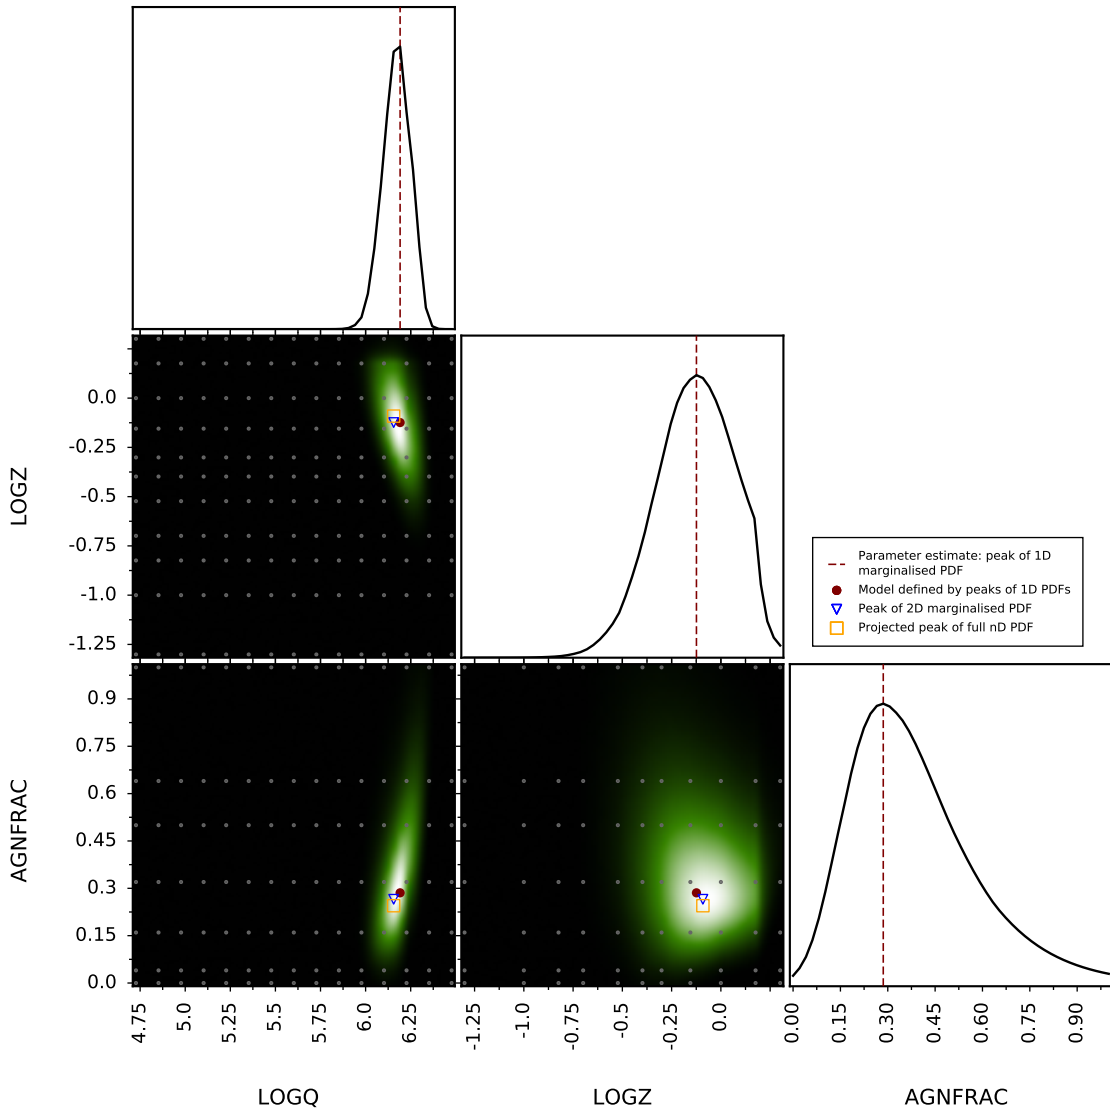 0.0
-0.25
-0.5
-0.75
-1.0
-1.25
LOGZ
Parameter estimate: peak of 1D
marginalised PDF
Model defined by peaks of 1D PDFs
Peak of 2D marginalised PDF
Projected peak of full nD PDF
0.9
0.75
0.6
0.45
0.3
0.15
0.0
AGNFRAC
4.75 5.0 5.25 5.5 5.75 6.0 6.25
-1.25 -1.0 -0.75 -0.5 -0.25 0.0
0.00 0.15 0.30 0.45 0.60 0.75 0.90
LOGQ LOGZ AGNFRAC